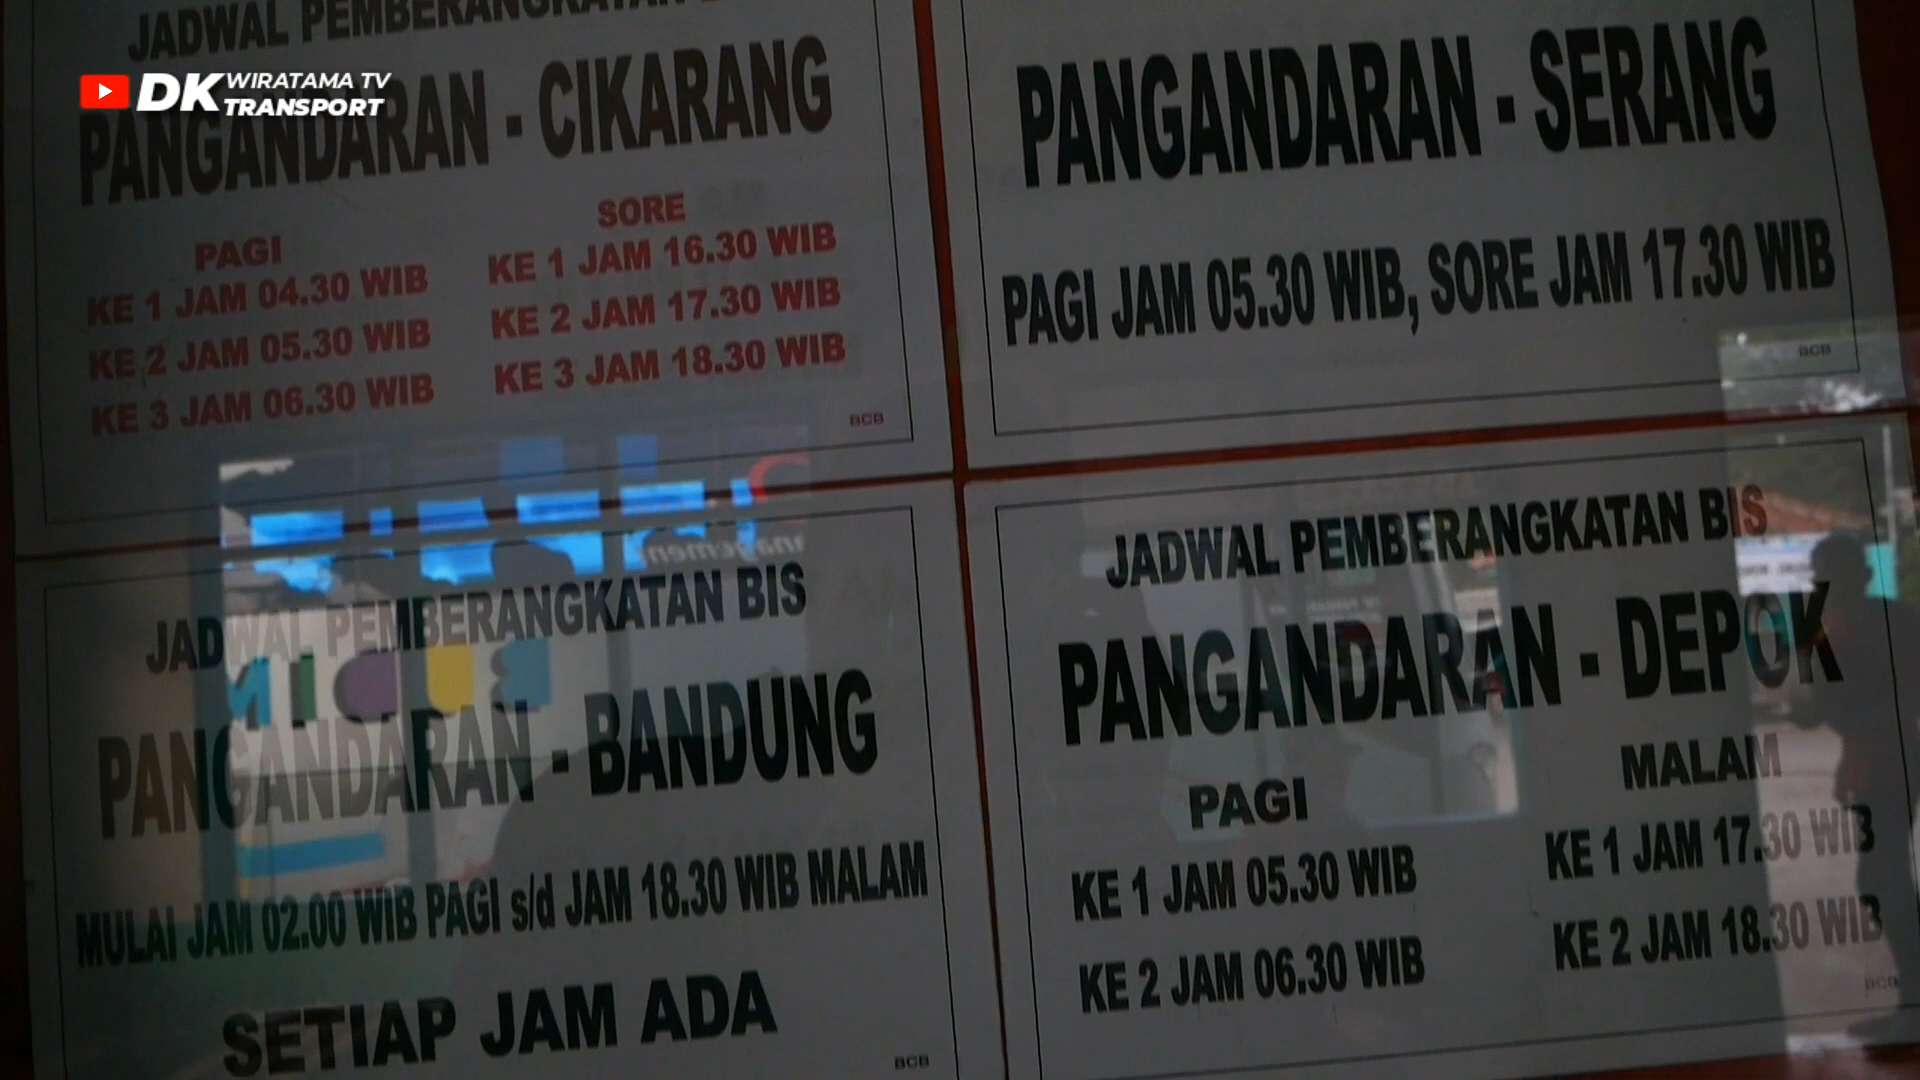 DK WIRATAMA TV
TRANSPORT
JADWAL PEMBERANGKATAN
PANGANDARAN - CIKARANG
PAGI
KE 1 JAM 04.30 WIB
KE 2 JAM 05.30 WIB
KE 3 JAM 06.30 WIB
SORE
KE 1 JAM 16.30 WIB
KE 2 JAM 17.30 WIB
KE 3 JAM 18.30 WIB
BCB
PANGANDARAN - SERANG
PAGI JAM 05.30 WIB, SORE JAM 17.30 WIB
BCB
JADWAL PEMBERANGKATAN BIS
PANGANDARAN - BANDUNG
MULAI JAM 02.00 WIB PAGI s/d JAM 18.30 WIB MALAM
SETIAP JAM ADA
BCB
JADWAL PEMBERANGKATAN BIS
PANGANDARAN - DEPOK
PAGI
KE 1 JAM 05.30 WIB
KE 2 JAM 06.30 WIB
MALAM
KE 1 JAM 17.30 WIB
KE 2 JAM 18.30 WIB
BCB